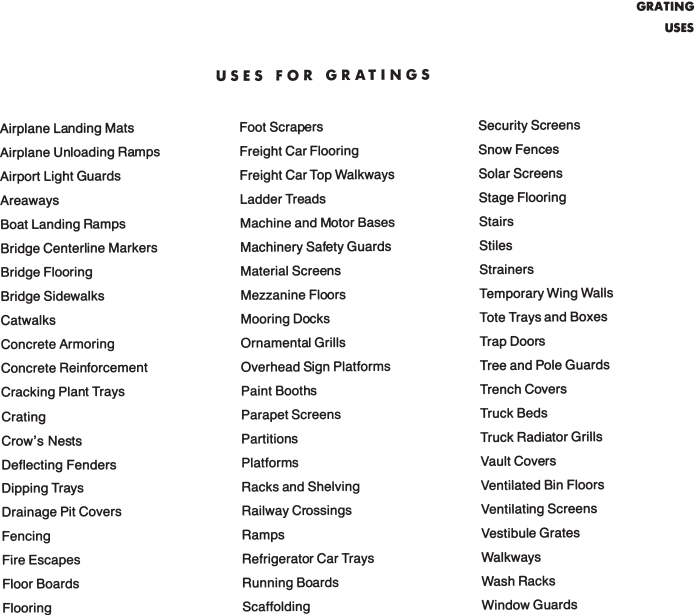 GRATING
USES
USES FOR GRATINGS
Airplane Landing Mats
Airplane Unloading Ramps
Airport Light Guards
Areaways
Boat Landing Ramps
Bridge Centerline Markers
Bridge Flooring
Bridge Sidewalks
Catwalks
Concrete Armoring
Concrete Reinforcement
Cracking Plant Trays
Crating
Crow's Nests
Deflecting Fenders
Dipping Trays
Drainage Pit Covers
Fencing
Fire Escapes
Floor Boards
Flooring
Foot Scrapers
Freight Car Flooring
Freight Car Top Walkways
Ladder Treads
Machine and Motor Bases
Machinery Safety Guards
Material Screens
Mezzanine Floors
Mooring Docks
Ornamental Grills
Overhead Sign Platforms
Paint Booths
Parapet Screens
Partitions
Platforms
Racks and Shelving
Railway Crossings
Ramps
Refrigerator Car Trays
Running Boards
Scaffolding
Security Screens
Snow Fences
Solar Screens
Stage Flooring
Stairs
Stiles
Strainers
Temporary Wing Walls
Tote Trays and Boxes
Trap Doors
Tree and Pole Guards
Trench Covers
Truck Beds
Truck Radiator Grills
Vault Covers
Ventilated Bin Floors
Ventilating Screens
Vestibule Grates
Walkways
Wash Racks
Window Guards